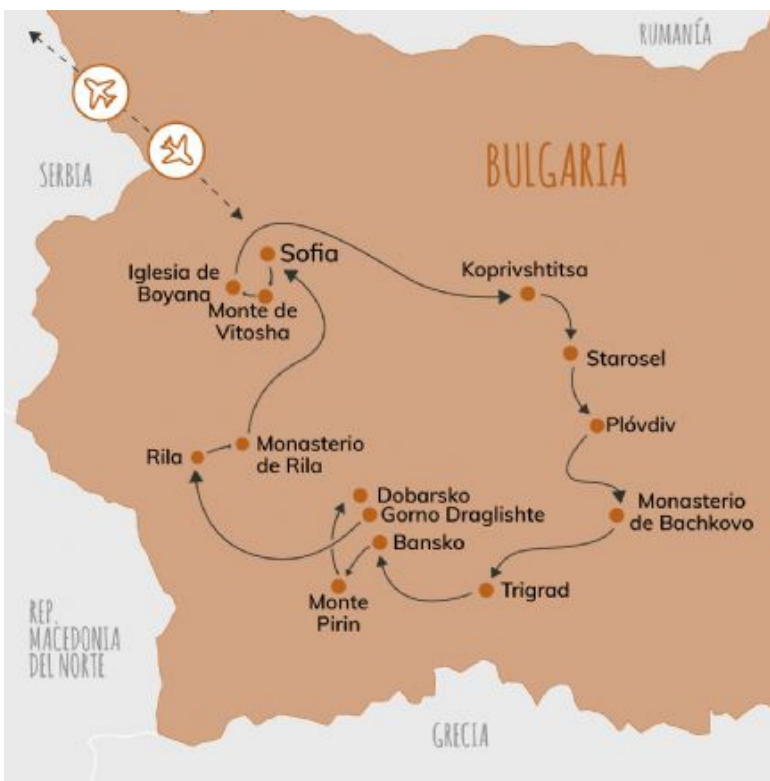 RUMANÍA
SERBIA
BULGARIA
Sofia
Iglesia de
Boyana
Monte de
Vitosha
Koprivshtitsa
Starosel
Plóvdiv
Monasterio
de Bachkovo
Trigrad
Bansko
Monte
Pirin
Dobarsko
Gorno Draglishte
Rila
Monasterio
de Rila
REP.
MACEDONIA
DEL NORTE
GRECIA